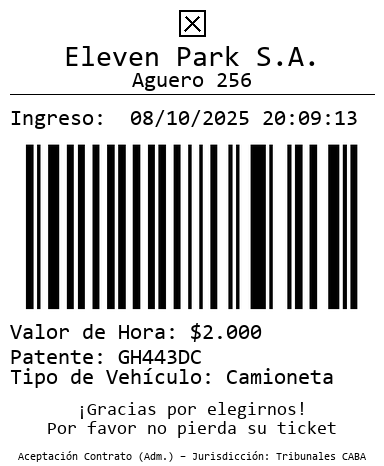 Eleven Park S.A.
Aguero 256
Ingreso: 08/10/2025 20:09:13
Valor de Hora: $2.000
Patente: GH443DC
Tipo de Vehículo: Camioneta
¡Gracias por elegirnos!
Por favor no pierda su ticket
Aceptación Contrato (Adm.) – Jurisdicción: Tribunales CABA